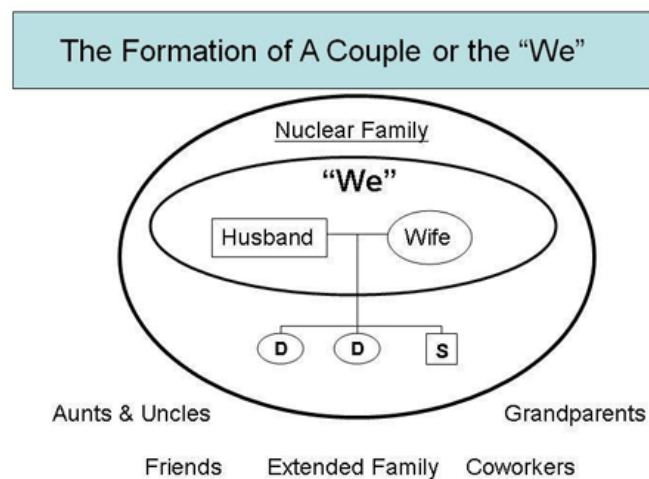 The Formation of A Couple or the “We”
Nuclear Family
“We”
Husband Wife
D D S
Aunts & Uncles Grandparents
Friends Extended Family Coworkers